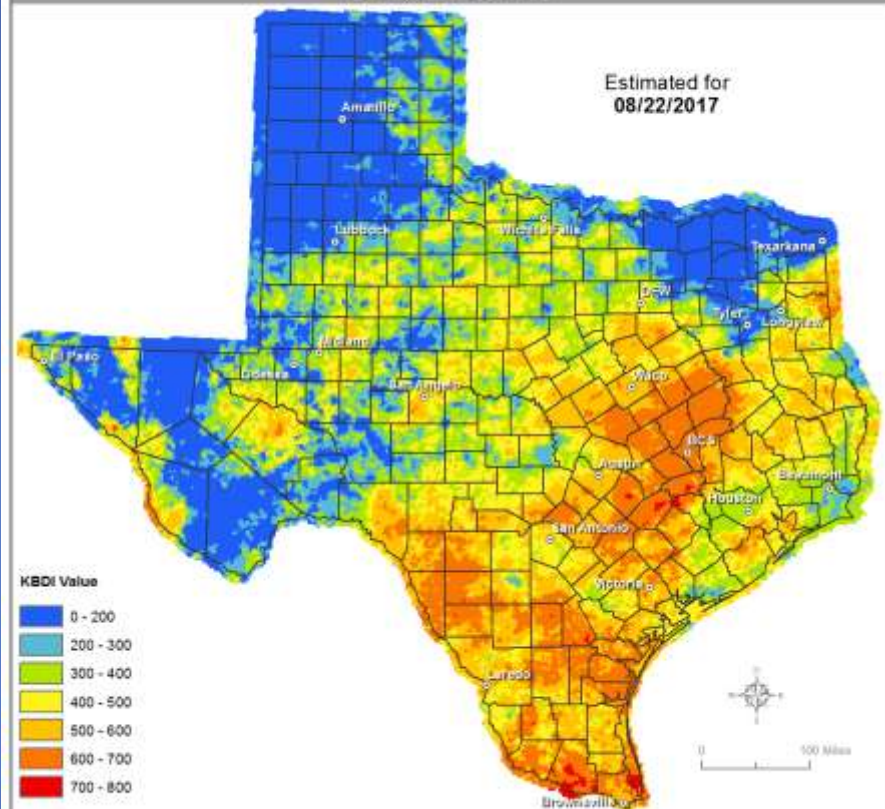 Estimated for
08/22/2017
Amarillo
Lubbock
Wichita Falls
Texarkana
DFW
Tyler
Longview
El Paso
Midland
Odessa
San Angelo
Waco
BCS
Austin
Beaumont
Houston
San Antonio
Victoria
Laredo
Brownsville
KBDI Value
0 - 200
200 - 300
300 - 400
400 - 500
500 - 600
600 - 700
700 - 800
0 100 Miles